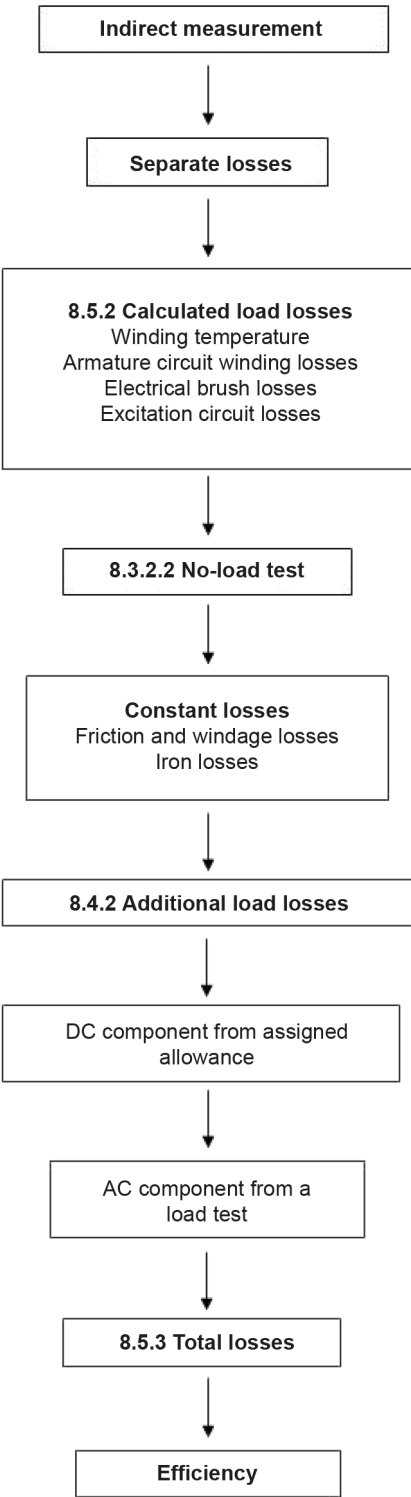 Indirect measurement
Separate losses
8.5.2 Calculated load losses
Winding temperature
Armature circuit winding losses
Electrical brush losses
Excitation circuit losses
8.3.2.2 No-load test
Constant losses
Friction and windage losses
Iron losses
8.4.2 Additional load losses
DC component from assigned
allowance
AC component from a
load test
8.5.3 Total losses
Efficiency